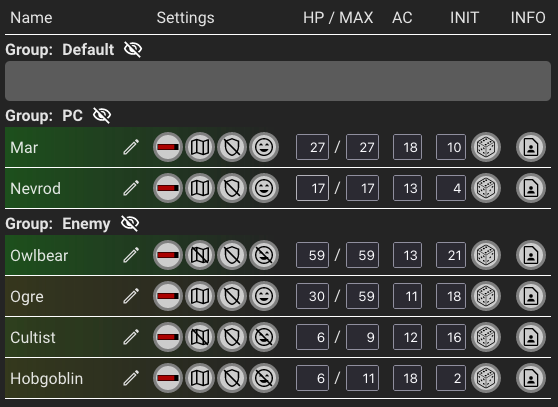 Name Settings HP / MAX AC INIT INFO
Group: Default
Group: PC
Mar 27 / 27 18 10
Nevrod 17 / 17 13 4
Group: Enemy
Owlbear 59 / 59 13 21
Ogre 30 / 59 11 18
Cultist 6 / 9 12 16
Hobgoblin 6 / 11 18 2